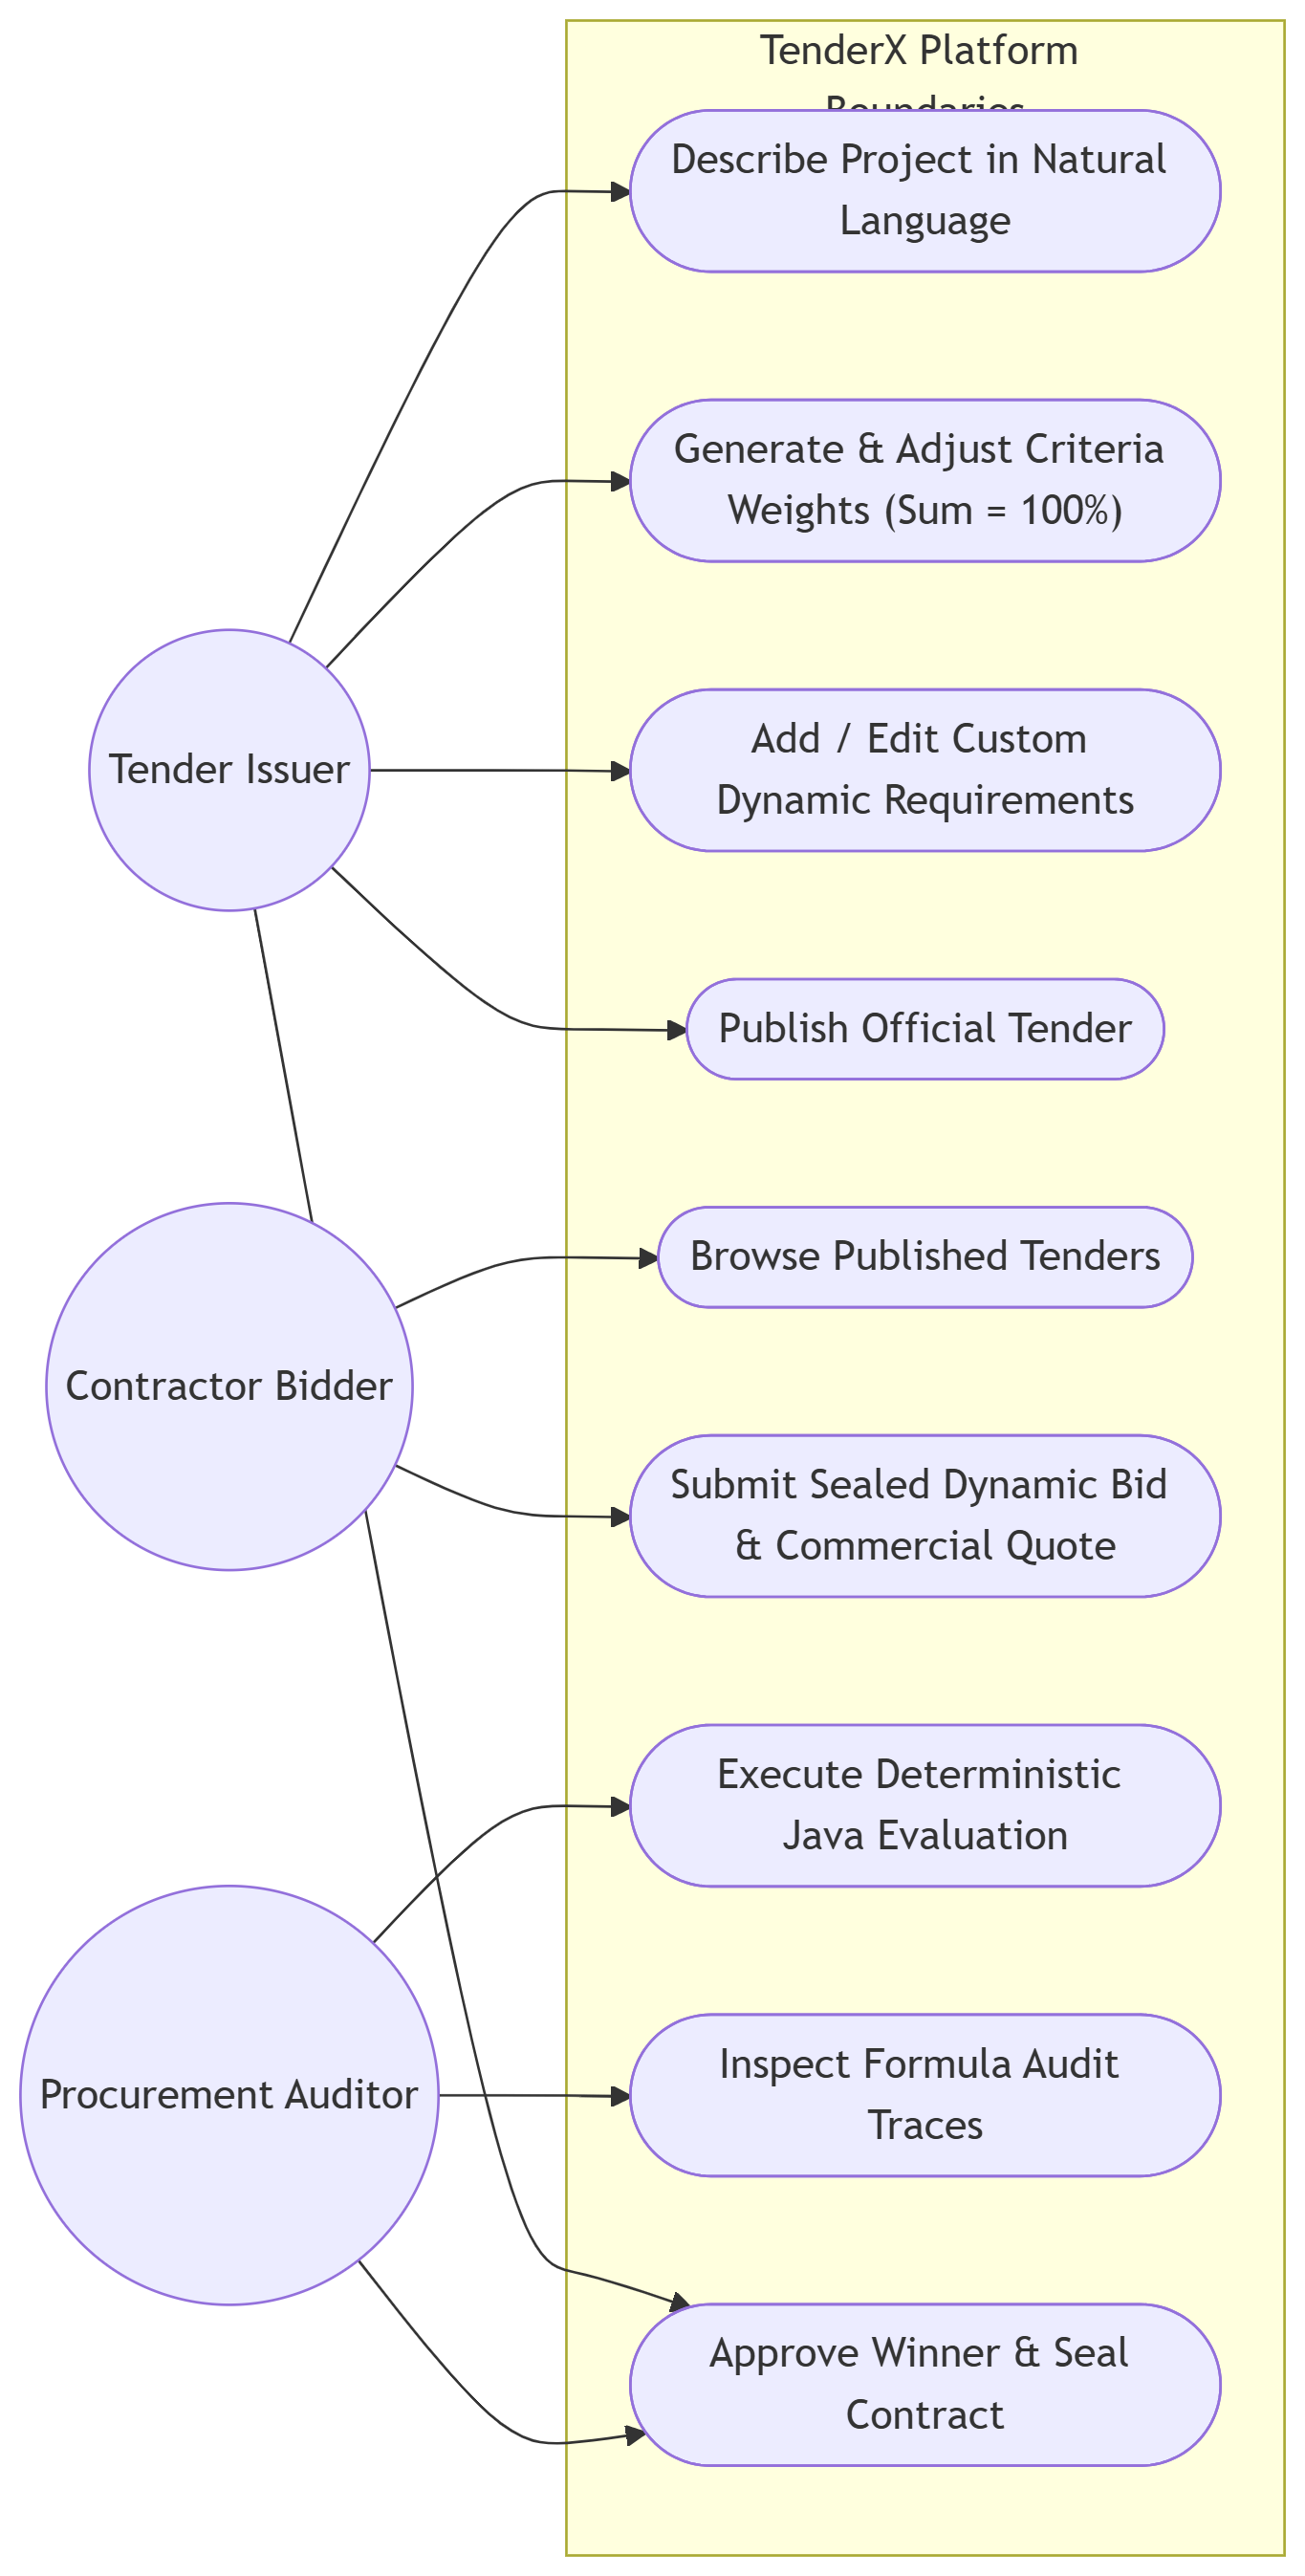 TenderX Platform
Boundaries
Describe Project in Natural
Language
Generate & Adjust Criteria
Weights (Sum = 100%)
Tender Issuer
Add / Edit Custom
Dynamic Requirements
Publish Official Tender
Browse Published Tenders
Contractor Bidder
Submit Sealed Dynamic Bid
& Commercial Quote
Execute Deterministic
Java Evaluation
Procurement Auditor
Inspect Formula Audit
Traces
Approve Winner & Seal
Contract